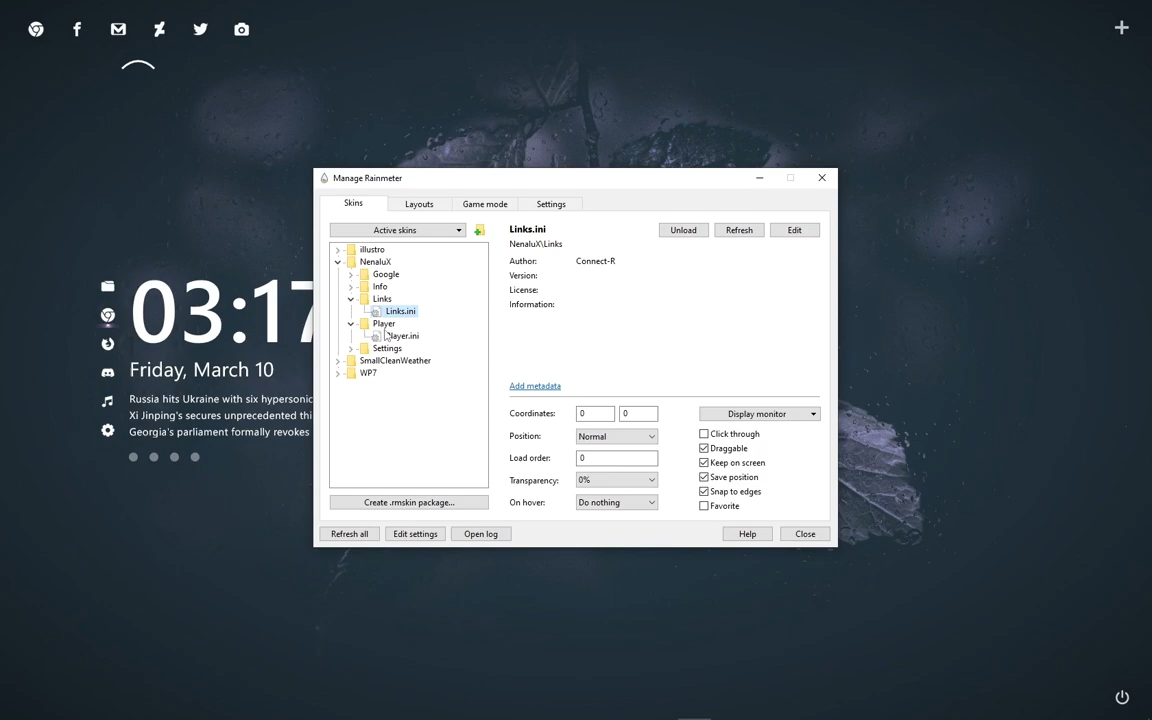 Manage Rainmeter
Skins
Layouts
Game mode
Settings
Active skins
illustro
NenaluX
Google
Info
Links
Links.ini
Player
Player.ini
Settings
SmallCleanWeather
WP7
Create .rmskin package...
Links.ini
NenaluX\Links
Author: Connect-R
Version:
License:
Information:
Unload
Refresh
Edit
Add metadata
Coordinates: 0 0
Position: Normal
Load order: 0
Transparency: 0%
On hover: Do nothing
Display monitor
Click through
Draggable
Keep on screen
Save position
Snap to edges
Favorite
Refresh all
Edit settings
Open log
Help
Close
03:17
Friday, March 10
Russia hits Ukraine with six hypersonic
Xi Jinping's secures unprecedented thi
Georgia's parliament formally revokes